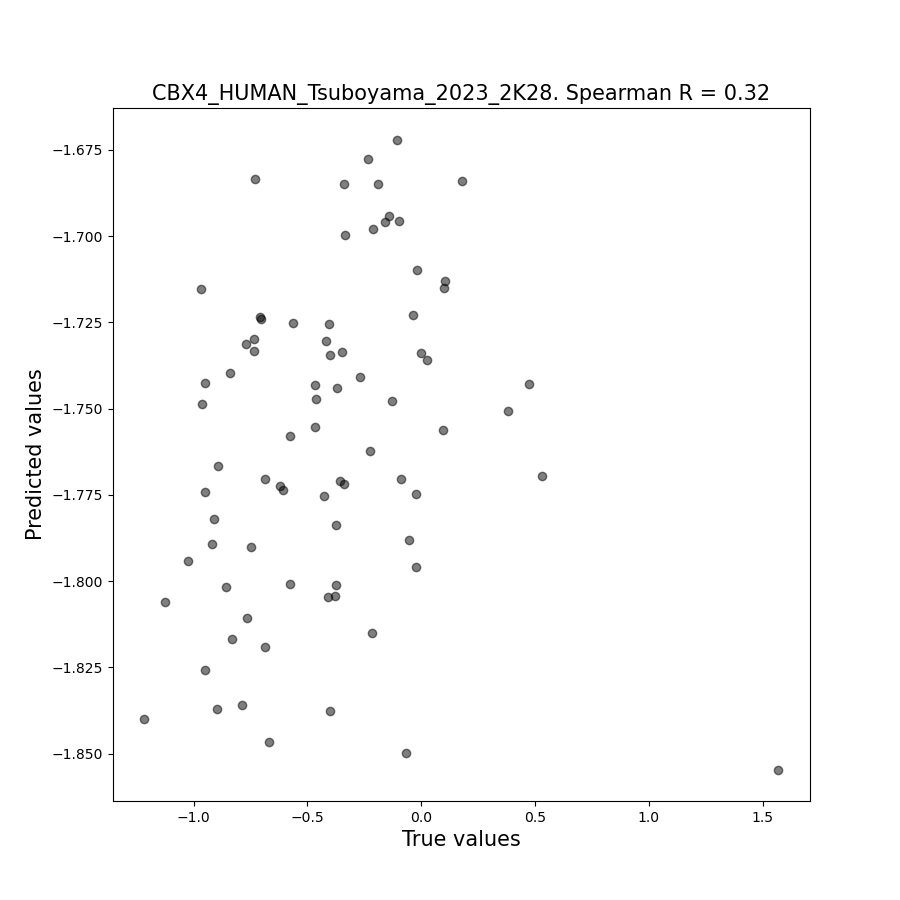 CBX4_HUMAN_Tsuboyama_2023_2K28. Spearman R = 0.32
Predicted values
−1.675
−1.700
−1.725
−1.750
−1.775
−1.800
−1.825
−1.850
−1.0 −0.5 0.0 0.5 1.0 1.5
True values